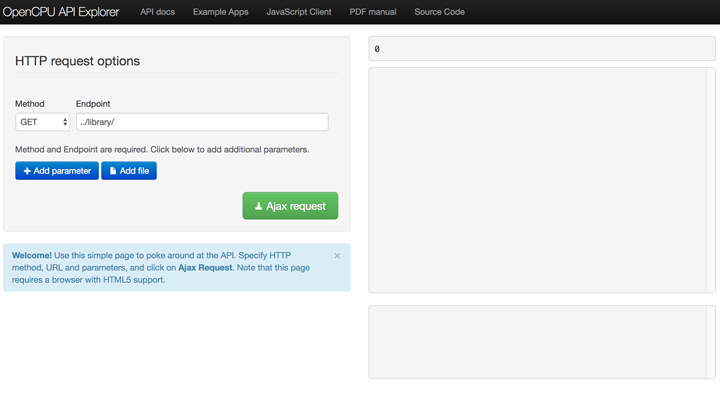 OpenCPU API Explorer API docs Example Apps JavaScript Client PDF manual Source Code
HTTP request options
Method Endpoint
GET ../library/
Method and Endpoint are required. Click below to add additional parameters.
Add parameter Add file
Ajax request
Welcome! Use this simple page to poke around at the API. Specify HTTP ×
method, URL and parameters, and click on Ajax Request. Note that this page
requires a browser with HTML5 support.
0